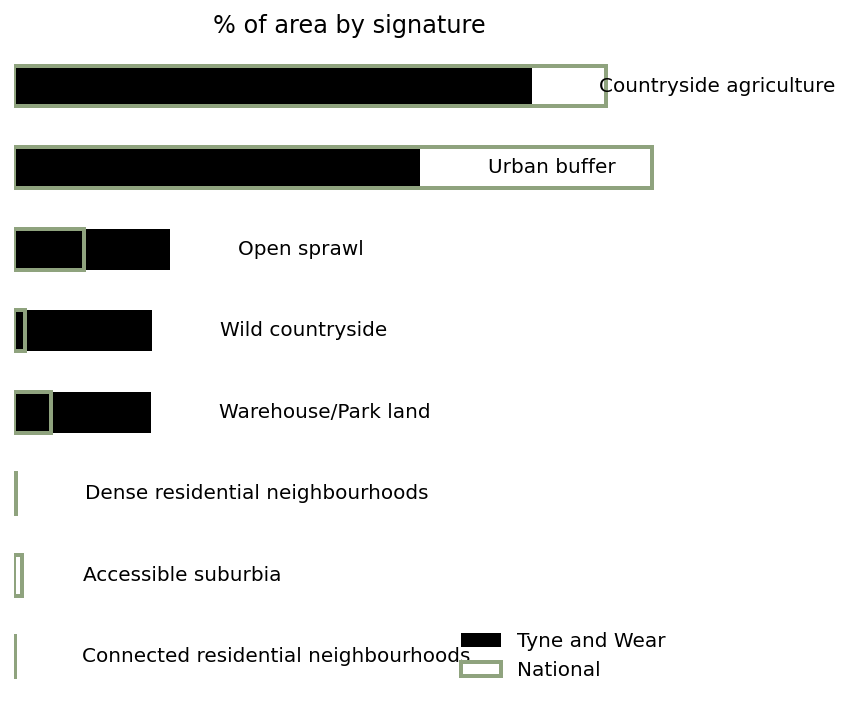 % of area by signature
Countryside agriculture
Urban buffer
Open sprawl
Wild countryside
Warehouse/Park land
Dense residential neighbourhoods
Accessible suburbia
Connected residential neighbourhoods
Tyne and Wear
National